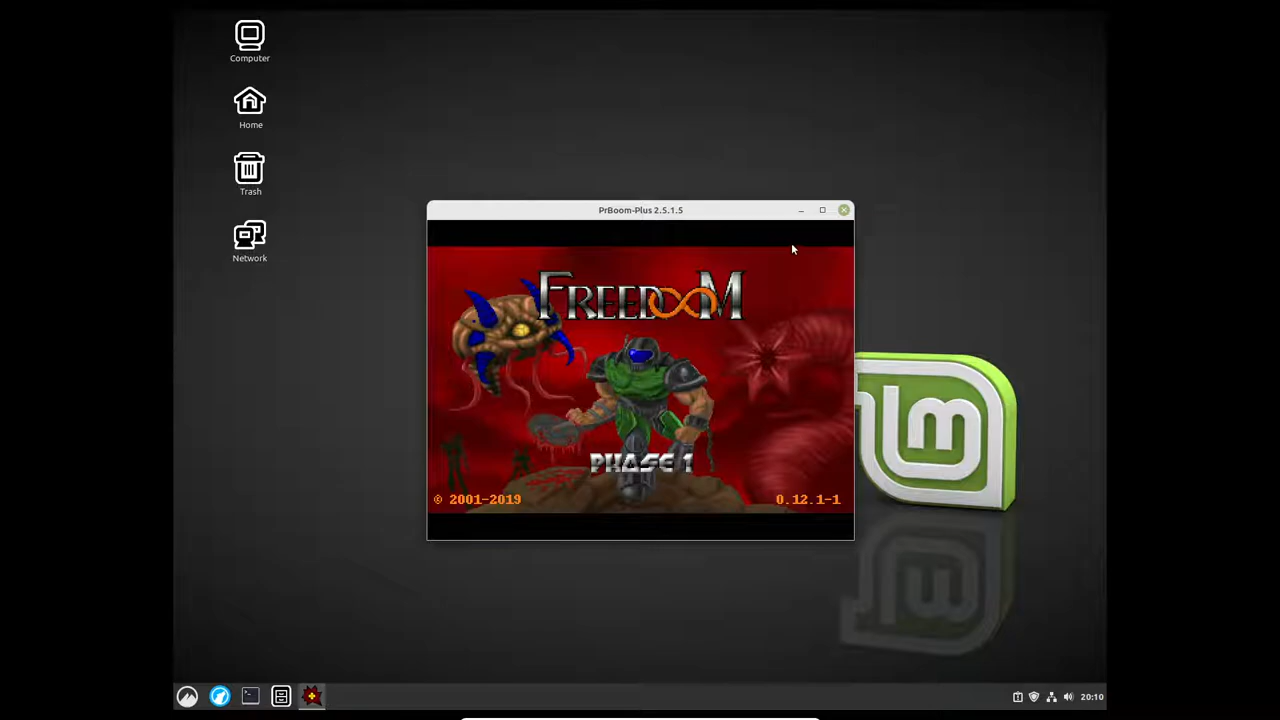 Computer
Home
Trash
Network
PrBoom-Plus 2.5.1.5
FREEDOOM
PHASE 1
© 2001-2019
0.12.1-1
20:10